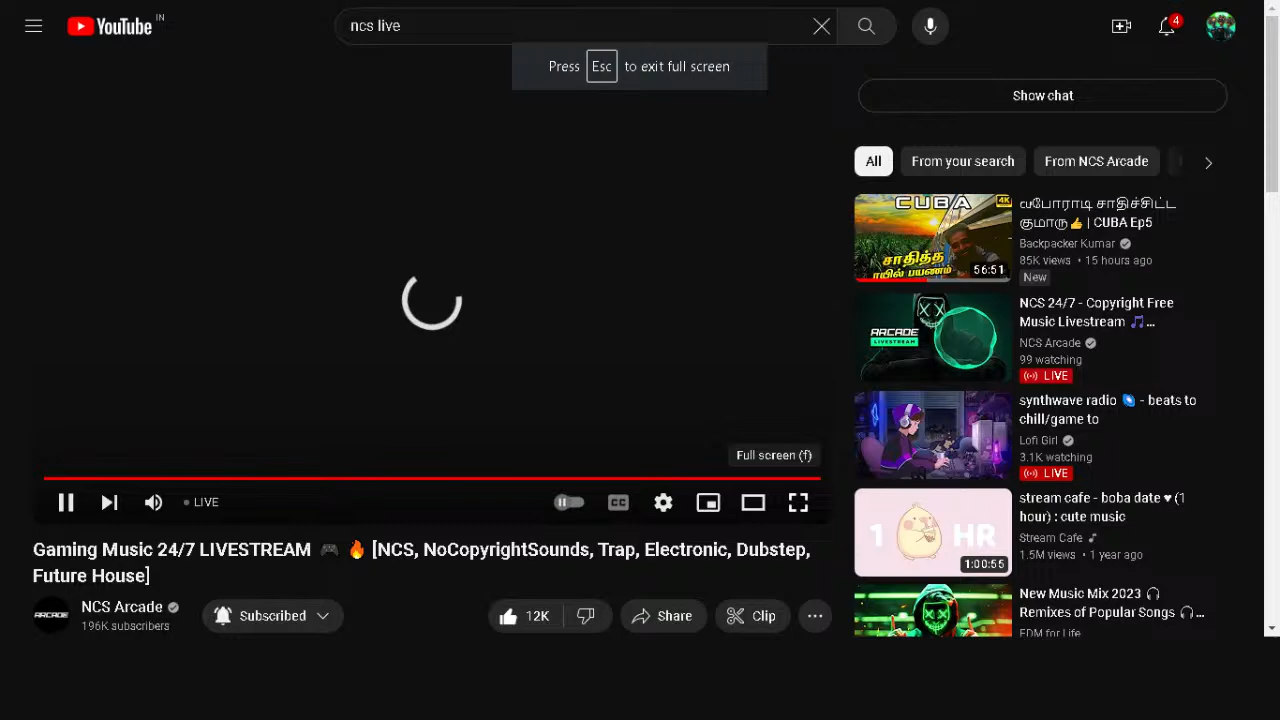 YouTube IN
ncs live
4
Press Esc to exit full screen
Show chat
All
From your search
From NCS Arcade
Full screen (f)
LIVE
CC
Gaming Music 24/7 LIVESTREAM 🎮 🔥 [NCS, NoCopyrightSounds, Trap, Electronic, Dubstep,
Future House]
ARCADE
NCS Arcade
196K subscribers
Subscribed
12K
Share
Clip
CUBA
4K
சாதித்த
ரயில் பயணம்
56:51
போராடி சாதிச்சிட்ட
குமாரு👍 | CUBA Ep5
Backpacker Kumar
85K views • 15 hours ago
New
ARCADE
LIVESTREAM
NCS 24/7 - Copyright Free
Music Livestream 🎵...
NCS Arcade
99 watching
LIVE
synthwave radio 🌌 - beats to
chill/game to
Lofi Girl
3.1K watching
LIVE
1 HR
1:00:55
stream cafe - boba date ♥ (1
hour) : cute music
Stream Cafe
1.5M views • 1 year ago
New Music Mix 2023 🎧
Remixes of Popular Songs 🎧...
EDM for Life